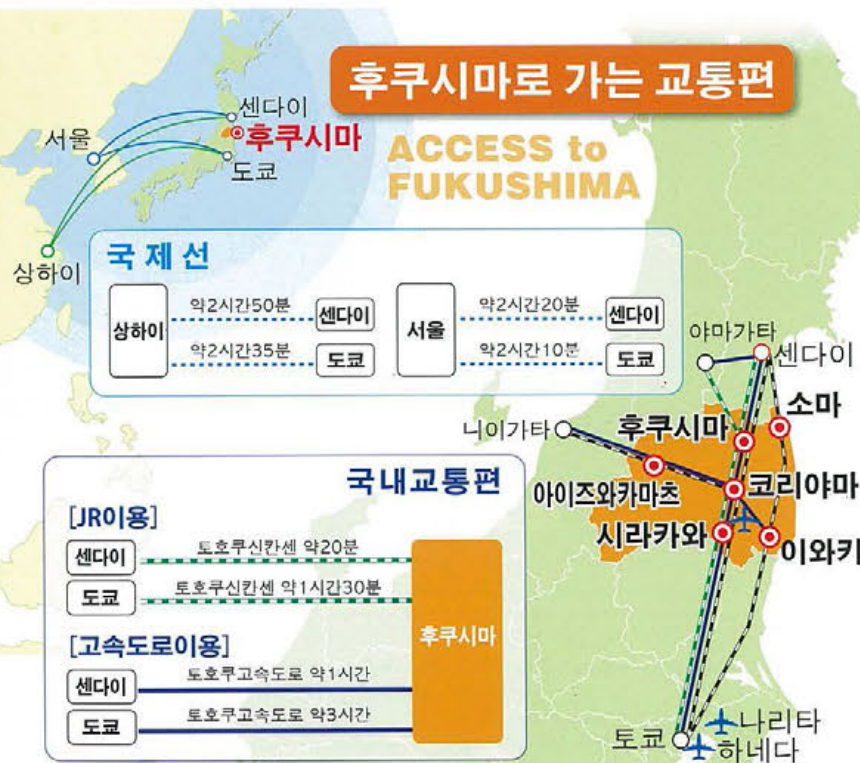 후쿠시마로 가는 교통편
ACCESS to
FUKUSHIMA
센다이
서울
후쿠시마
도쿄
상하이
국제선
상하이
약2시간50분
센다이
약2시간35분
도쿄
서울
약2시간20분
센다이
약2시간10분
도쿄
야마가타
센다이
소마
니이가타
후쿠시마
아이즈와카마츠
코리야마
시라카와
이와키
토쿄
나리타
하네다
국내교통편
[JR이용]
센다이
토호쿠신칸센 약20분
도쿄
토호쿠신칸센 약1시간30분
후쿠시마
[고속도로이용]
센다이
토호쿠고속도로 약1시간
도쿄
토호쿠고속도로 약3시간